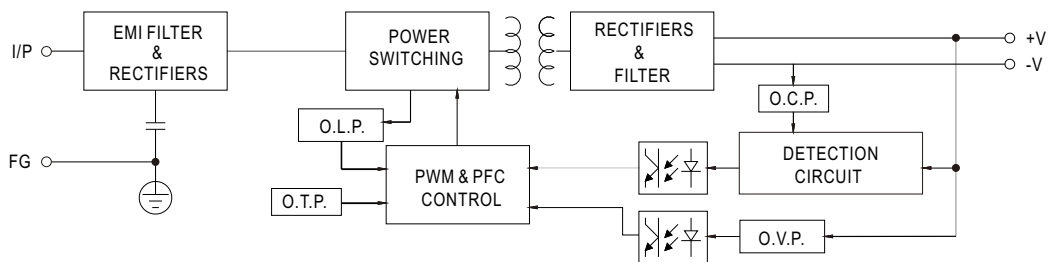 I/P
EMI FILTER
&
RECTIFIERS
POWER
SWITCHING
RECTIFIERS
&
FILTER
+V
-V
O.C.P.
O.L.P.
DETECTION
CIRCUIT
FG
PWM & PFC
CONTROL
O.T.P.
O.V.P.